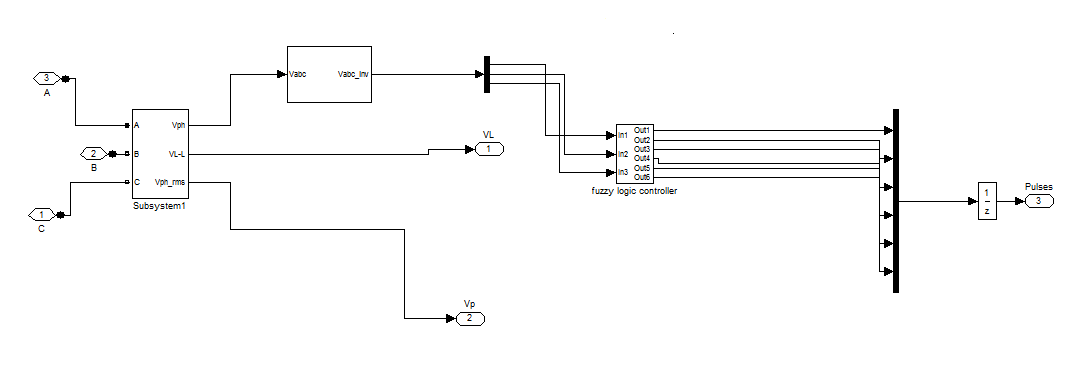 3
A
2
B
1
C
A
B
C
Vph
VL-L
Vph_rms
Subsystem1
Vabc
Vabc_Inv
VL
1
Vp
2
In1
In2
In3
Out1
Out2
Out3
Out4
Out5
Out6
fuzzy logic controller
1
z
Pulses
3